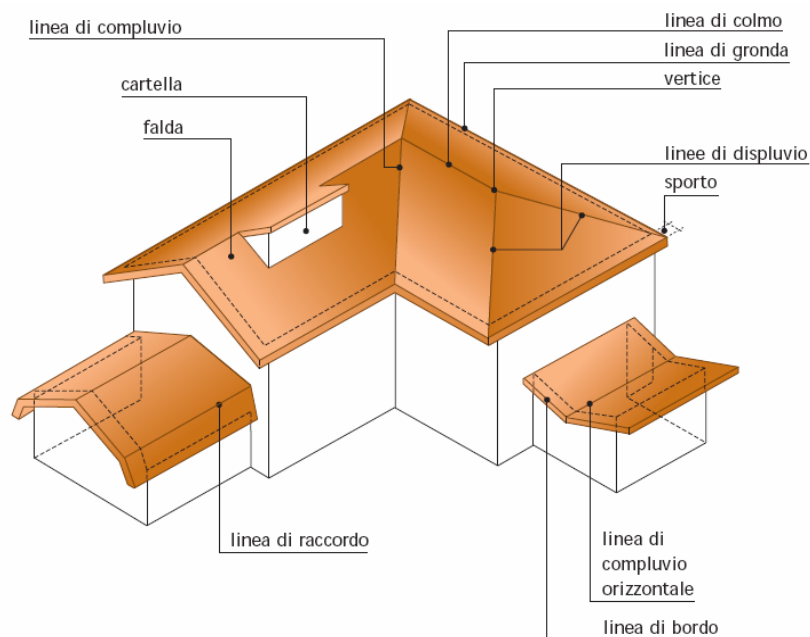 linea di compluvio
cartella
falda
linea di colmo
linea di gronda
vertice
linee di displuvio
sporto
linea di raccordo
linea di
compluvio
orizzontale
linea di bordo